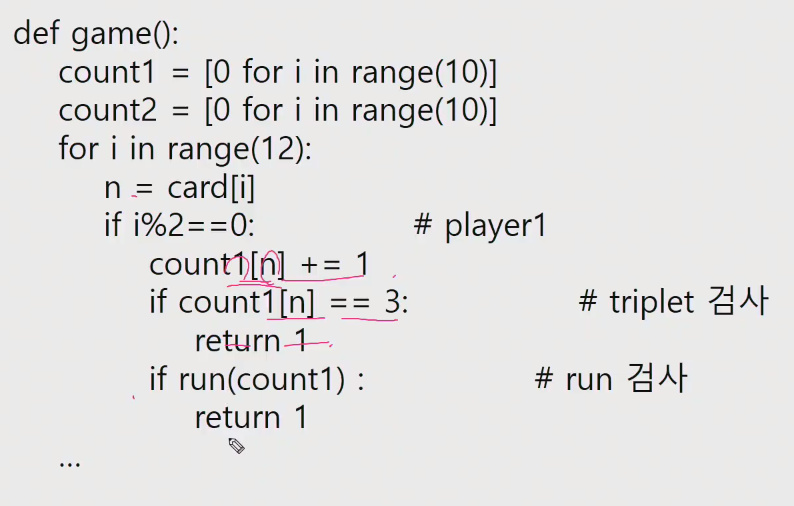 def game():
count1 = [0 for i in range(10)]
count2 = [0 for i in range(10)]
for i in range(12):
n = card[i]
if i%2==0: # player1
count1[n] += 1
if count1[n] == 3: # triplet 검사
return 1
if run(count1) : # run 검사
return 1
...